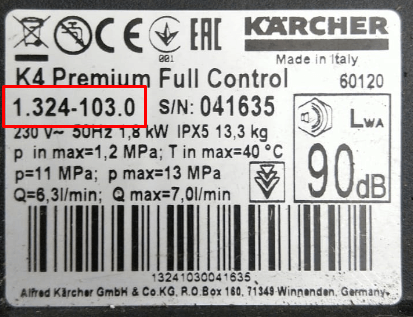 KÄRCHER
001
Made in Italy
K4 Premium Full Control 60120
1.324-103.0 S/N: 041635
230 V~ 50Hz 1,8 kW IPX5 13,3 kg
p in max=1,2 MPa; T in max=40 °C
p=11 MPa; p max=13 MPa
Q=6,3l/min; Q max=7,0l/min
LWA
90dB
13241030041635
Alfred Kärcher GmbH & Co.KG, P.O.Box 160, 71349 Winnenden, Germany